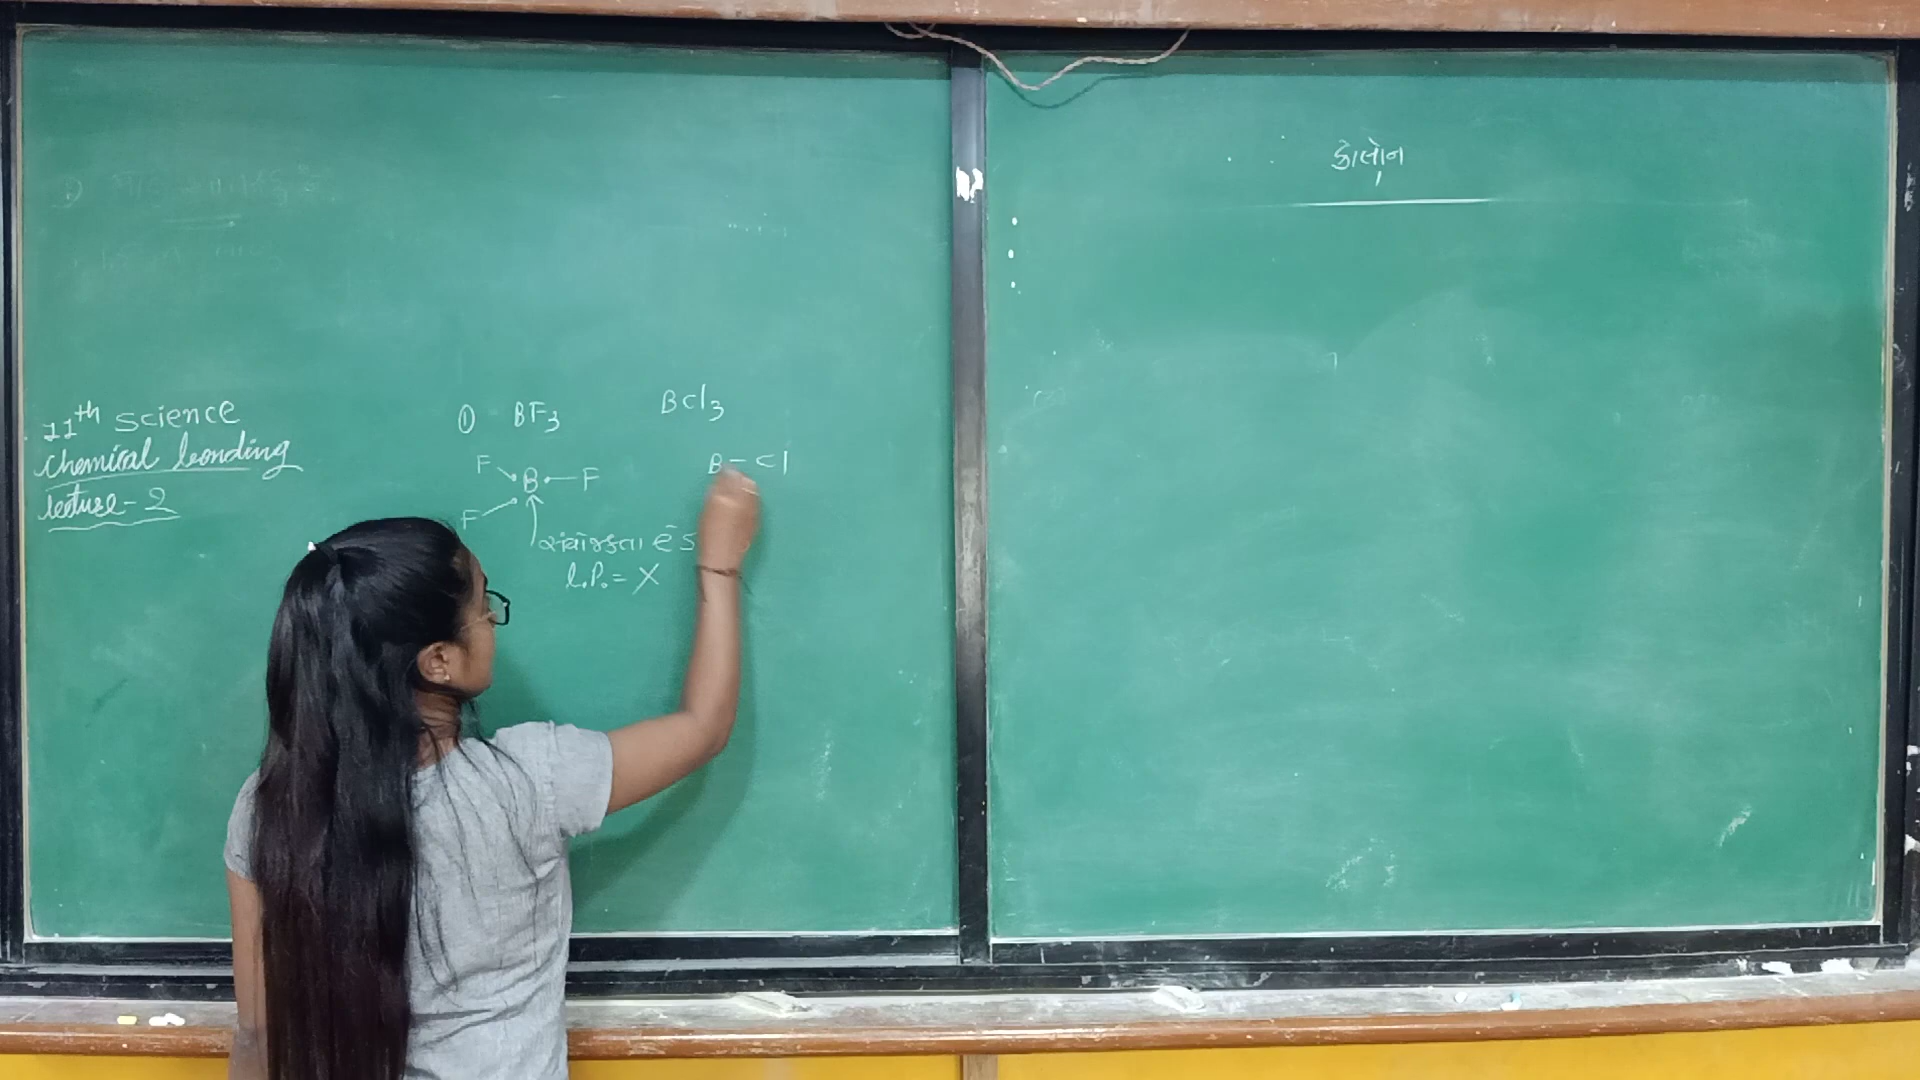 11th science
chemical bonding
lecture-2
① BF3
F B F
F
સંયોજકતા e⁻ s
l.P. = X
BCl3
B - Cl